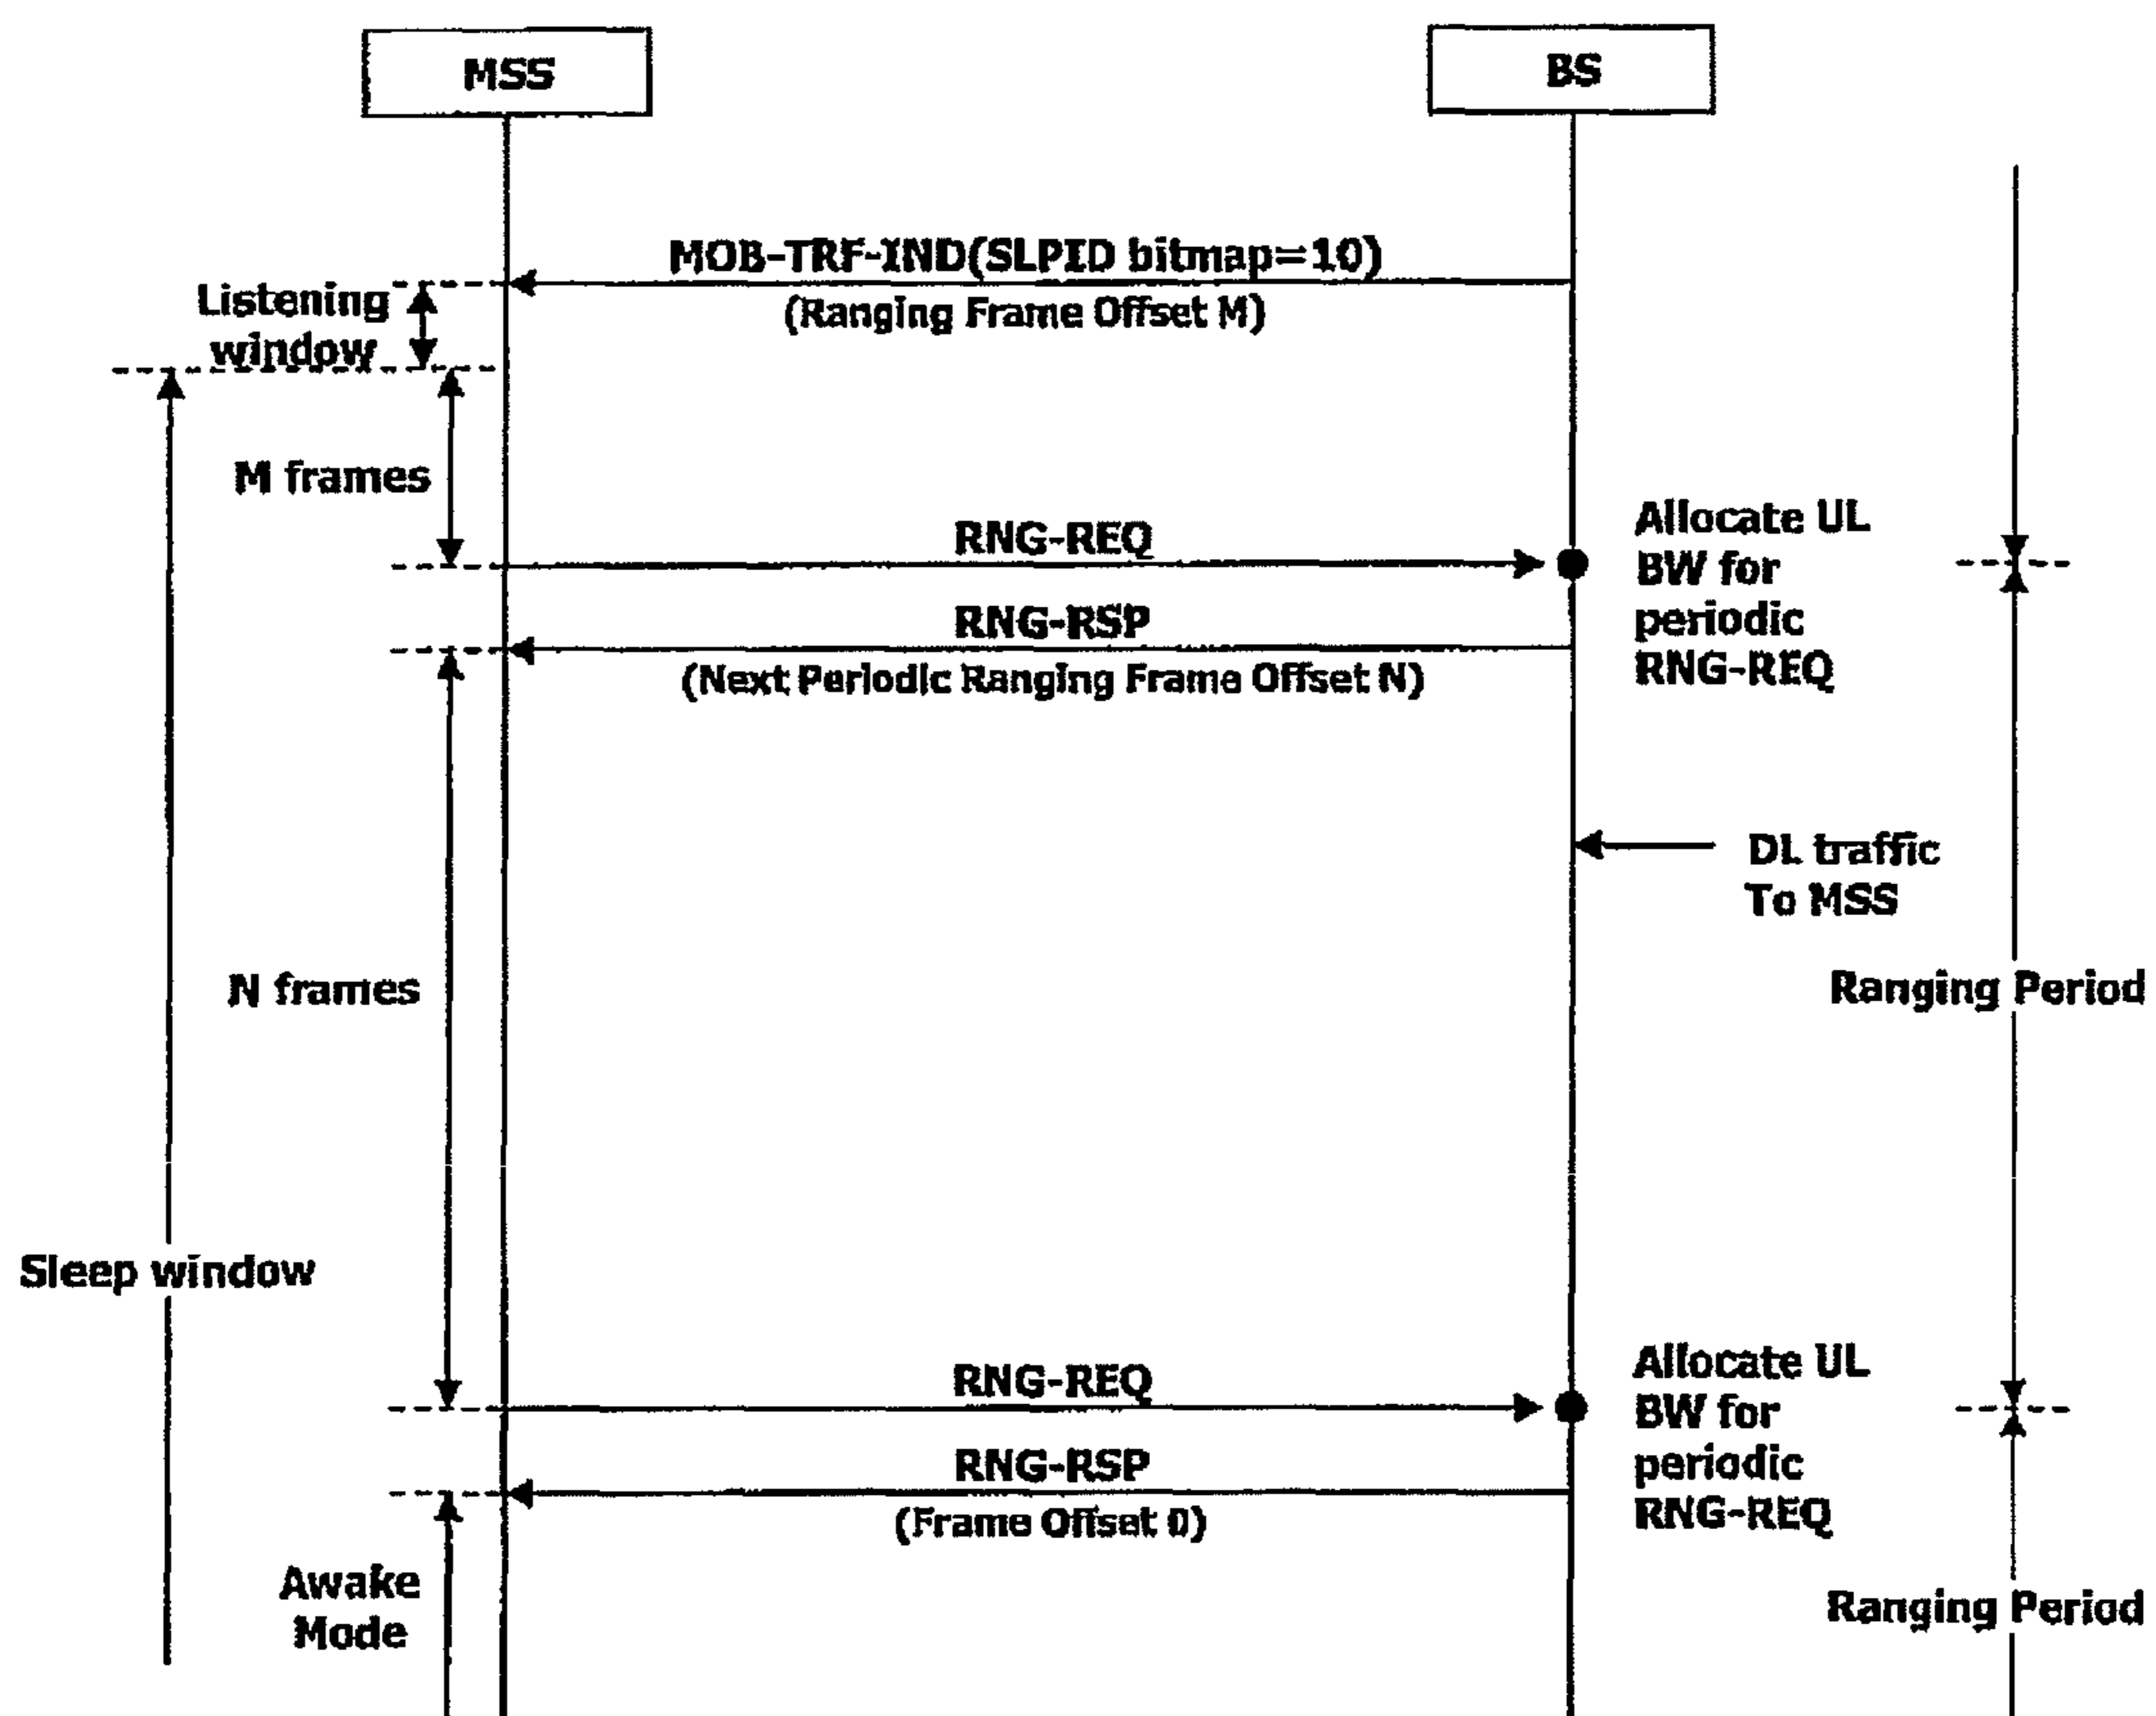 MSS
BS
MOB-TRF-IND(SLPID bitmap=10)
(Ranging Frame Offset M)
Listening
window
M frames
RNG-REQ
Allocate UL
BW for
periodic
RNG-REQ
RNG-RSP
(Next Periodic Ranging Frame Offset N)
DL traffic
To MSS
N frames
Ranging Period
Sleep window
RNG-REQ
Allocate UL
BW for
periodic
RNG-REQ
RNG-RSP
(Frame Offset 0)
Awake
Mode
Ranging Period